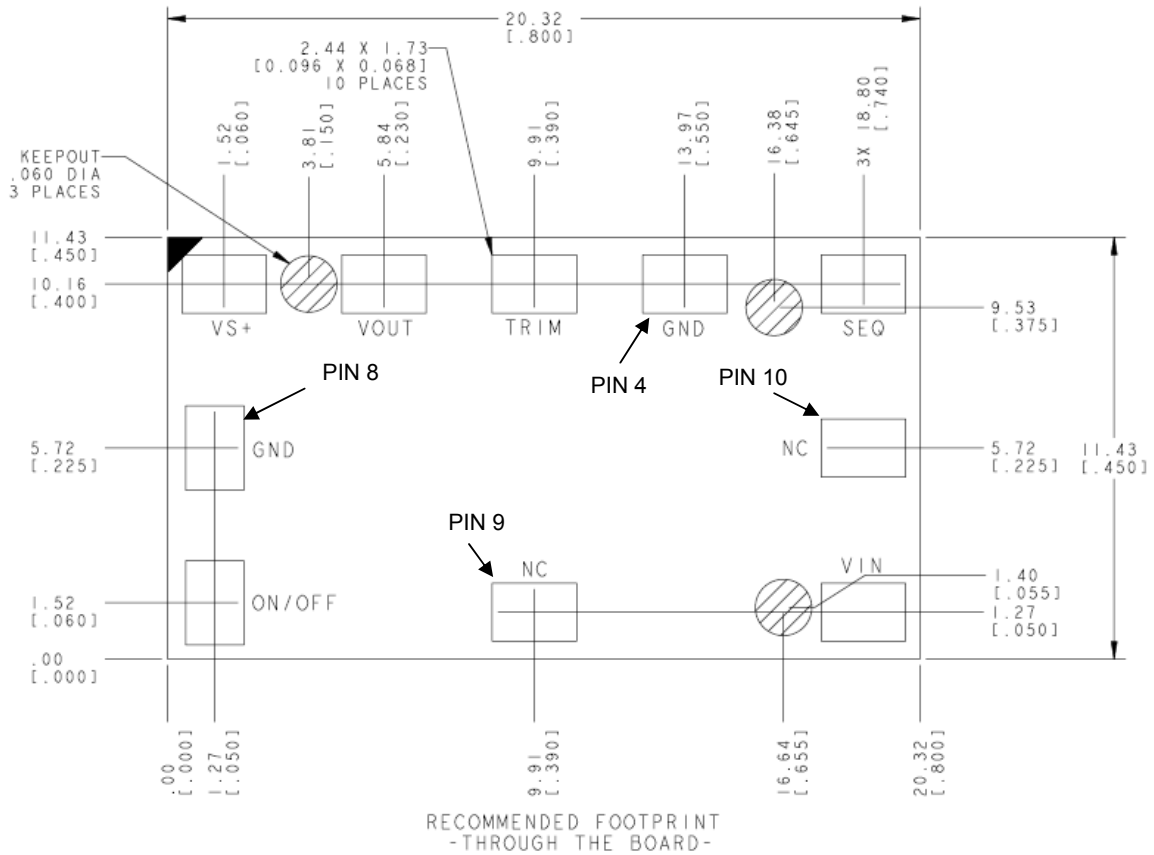 20.32
[.800]
2.44 X 1.73
[0.096 X 0.068]
10 PLACES
1.52
[.060]
3.81
[.150]
5.84
[.230]
9.91
[.390]
13.97
[.550]
16.38
[.645]
3X 18.80
[.740]
KEEPOUT
.060 DIA
3 PLACES
11.43
[.450]
10.16
[.400]
VS+
VOUT
TRIM
GND
SEQ
9.53
[.375]
PIN 8
PIN 4
PIN 10
5.72
[.225]
GND
NC
5.72
[.225]
11.43
[.450]
PIN 9
NC
VIN
1.52
[.060]
ON/OFF
1.40
[.055]
1.27
[.050]
.00
[.000]
.00
[.000]
1.27
[.050]
9.91
[.390]
16.64
[.655]
20.32
[.800]
RECOMMENDED FOOTPRINT
-THROUGH THE BOARD-